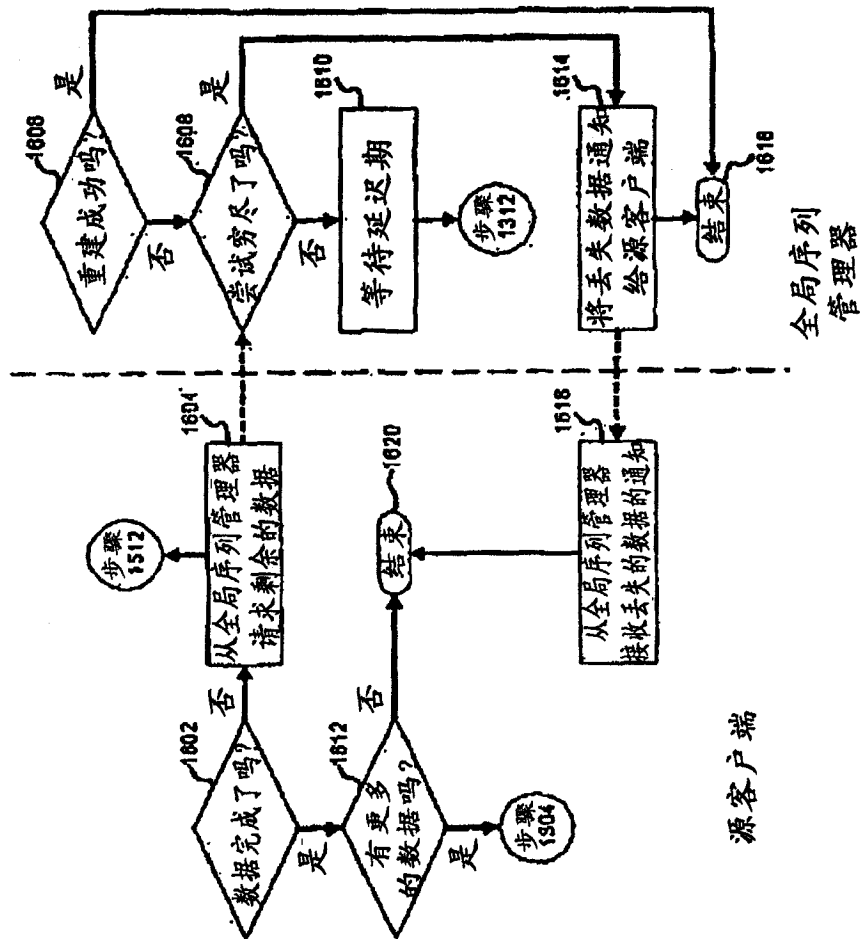 1602
数据完成了吗?
否
是
1604
从全局序列管理器
请求剩余的数据
步骤
1512
1612
有更多
的数据吗?
否
是
步骤
1304
1620
结束
1618
从全局序列管理器
接收丢失的数据的通知
源客户端
1606
重建成功吗?
是
否
1608
尝试穷尽了吗?
是
否
1610
等待延迟期
步骤
1312
1614
将丢失数据通知
给源客户端
1616
结束
全局序列
管理器